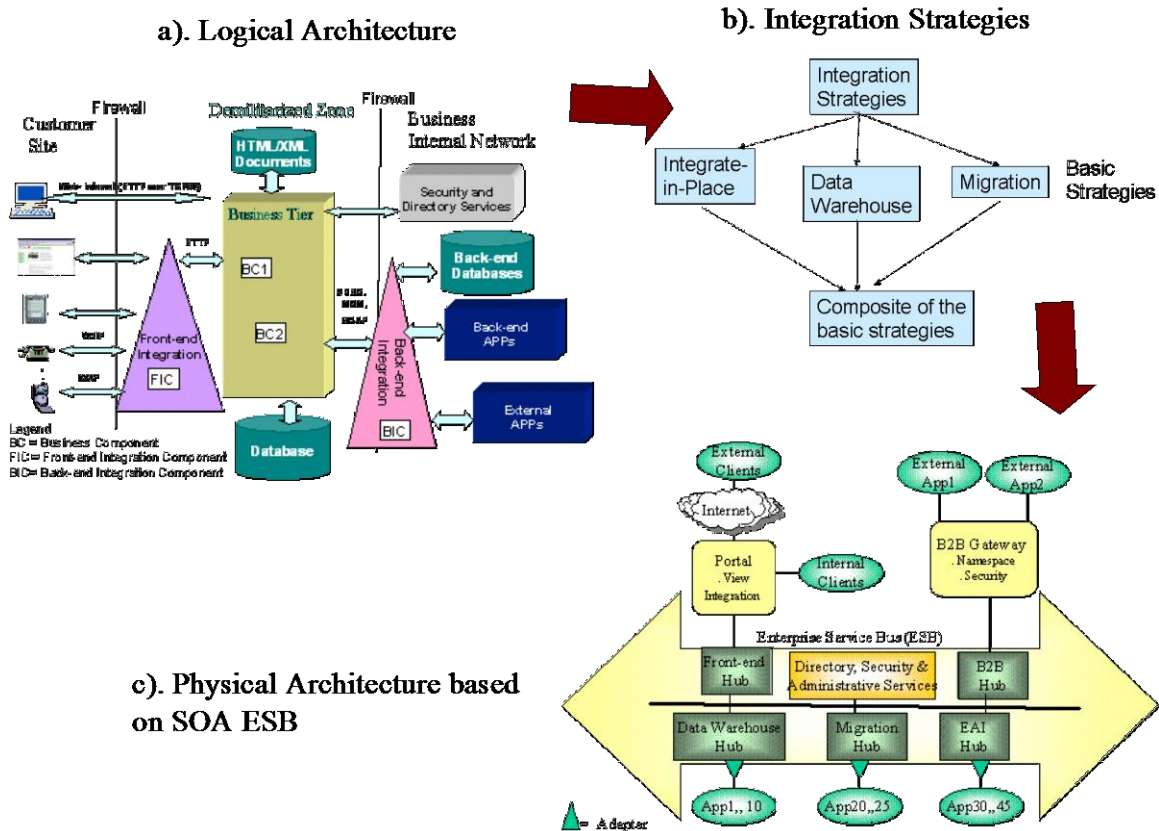 a). Logical Architecture
Firewall
Demilitarized Zone
Firewall
Customer
Site
Business
Internal Network
HTML/XML
Documents
Security and
Directory Services
Business Tier
HTTP
BC1
BC2
Back-end
Databases
Back-end
APPs
External
APPs
Front-end
Integration
FIC
Back-end
Integration
BIC
Database
Legend
BC = Business Component
FIC= Front-end Integration Component
BIC= Back-end Integration Component
b). Integration Strategies
Integration
Strategies
Integrate-
in-Place
Data
Warehouse
Migration
Basic
Strategies
Composite of the
basic strategies
c). Physical Architecture based
on SOA ESB
External
Clients
Internet
Portal
. View
Integration
Internal
Clients
External
App1
External
App2
B2B Gateway
. Namespace
. Security
Enterprise Service Bus (ESB)
Front-end
Hub
Directory, Security &
Administrative Services
B2B
Hub
Data Warehouse
Hub
Migration
Hub
EAI
Hub
App1,, 10
App20,,25
App30,,45
= Adapter